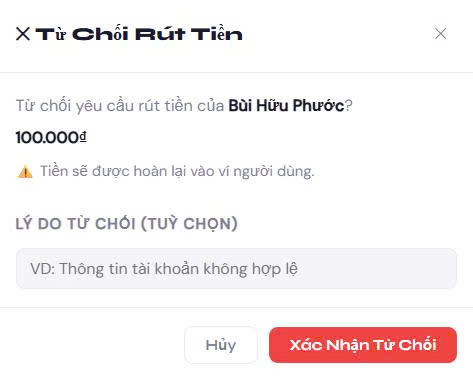 Từ Chối Rút Tiền
Từ chối yêu cầu rút tiền của Bùi Hữu Phước?
100.000₫
Tiền sẽ được hoàn lại vào ví người dùng.
LÝ DO TỪ CHỐI (TUỲ CHỌN)
VD: Thông tin tài khoản không hợp lệ
Hủy
Xác Nhận Từ Chối